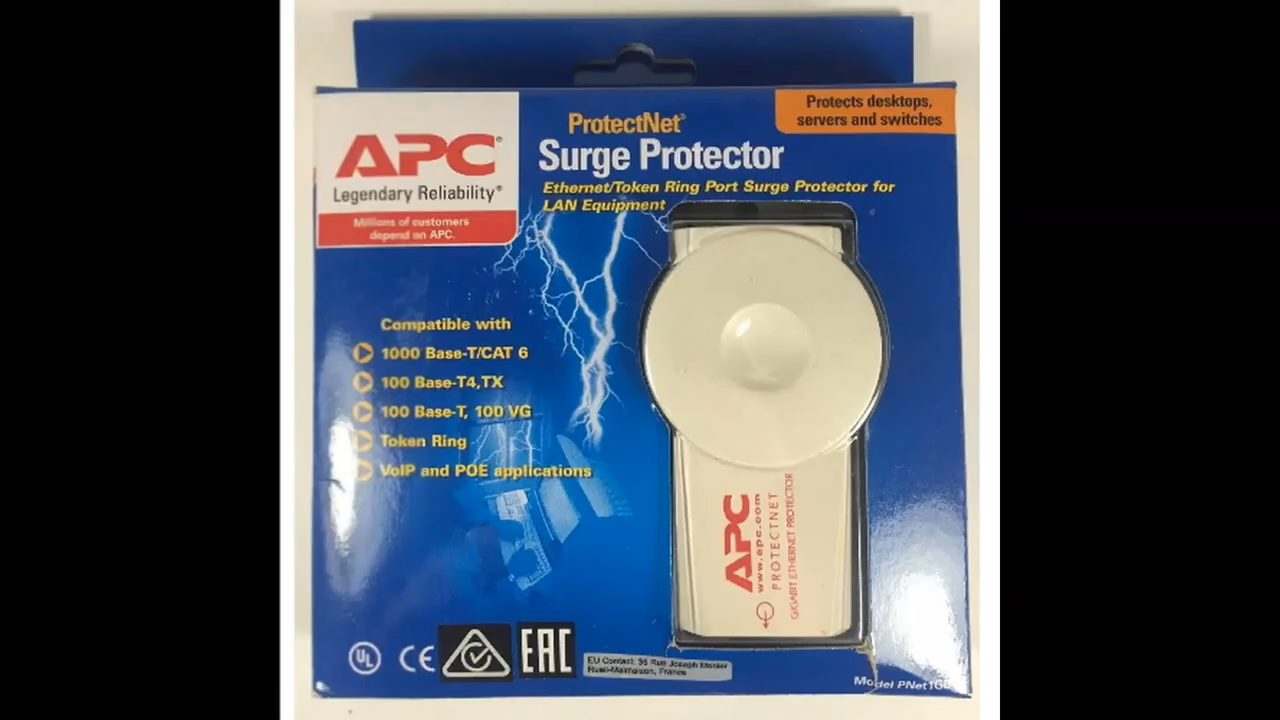 Protects desktops,
servers and switches
APC®
Legendary Reliability®
Millions of customers
depend on APC.
ProtectNet®
Surge Protector
Ethernet/Token Ring Port Surge Protector for
LAN Equipment
Compatible with
1000 Base-T/CAT 6
100 Base-T4,TX
100 Base-T, 100 VG
Token Ring
VoIP and POE applications
APC
www.apc.com
PROTECTNET
GIGABIT ETHERNET PROTECTOR
UL
CE
EAC
EU Contact: 35 Rue Joseph Monier
Rueil-Malmaison, France
Model